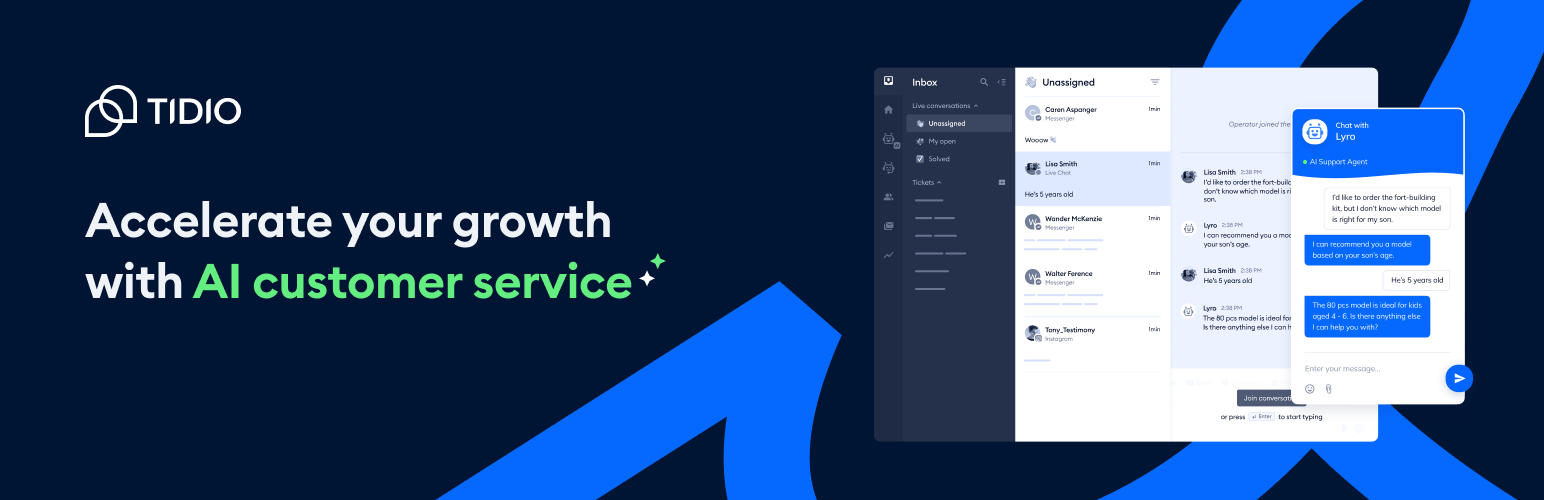 TIDIO
Accelerate your growth
with AI customer service
Inbox
Live conversations
Unassigned
My open
Solved
Tickets
Unassigned
Caren Aspanger
1min
Messenger
Wooow
Lisa Smith
1min
Live Chat
He's 5 years old
Wander McKenzie
1min
Messenger
Walter Ference
1min
Messenger
Tony_Testimony
1min
Instagram
Operator joined the
Lisa Smith 2:38 PM
I'd like to order the fort-buil
don't know which model is ri
son.
Lyro 2:38 PM
I can recommend you a mod
your son's age.
Lisa Smith 2:38 PM
He's 5 years old
Lyro 2:38 PM
The 80 pcs model is ideal for
Is there anything else I can h
Join conversati
or press Enter to start typing
Chat with
Lyro
AI Support Agent
I'd like to order the fort-building
kit, but I don't know which model
is right for my son.
I can recommend you a model
based on your son's age.
He's 5 years old
The 80 pcs model is ideal for kids
aged 4 - 6. Is there anything else
I can help you with?
Enter your message...